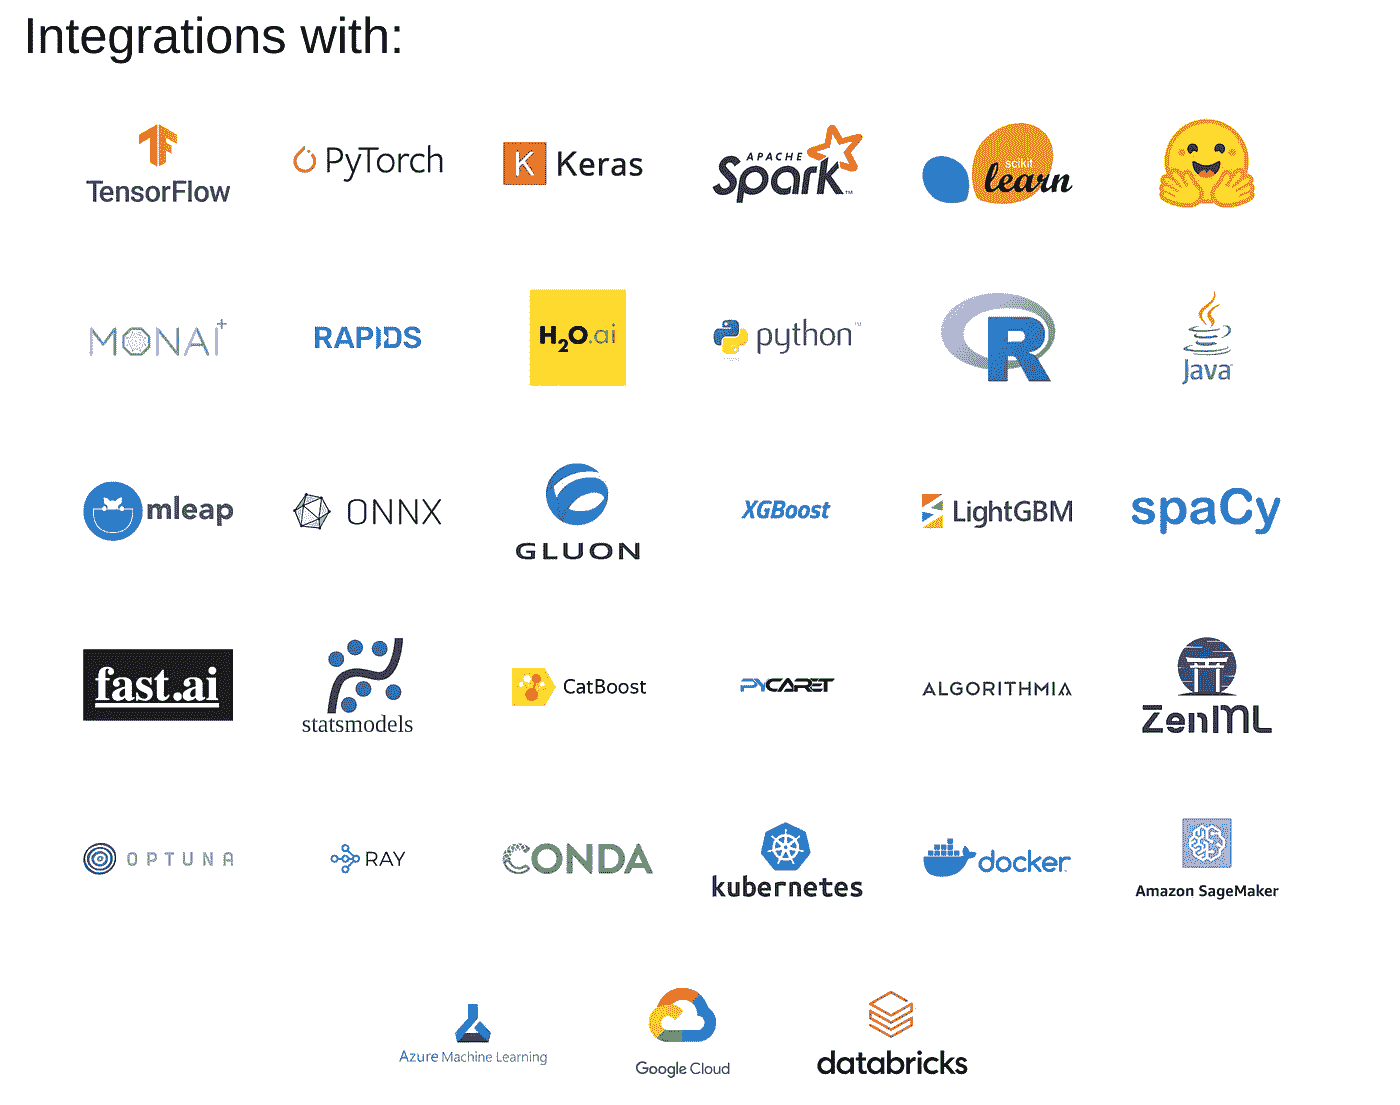 Integrations with:
TensorFlow
PyTorch
K Keras
APACHE
Spark™
scikit
learn
MONAI
RAPIDS
H2O.ai
python™
R
Java
mleap
ONNX
GLUON
XGBoost
LightGBM
spaCy
fast.ai
statsmodels
CatBoost
PYCARET
ALGORITHMIA
ZenML
OPTUNA
RAY
CONDA
kubernetes
docker
Amazon SageMaker
Azure Machine Learning
Google Cloud
databricks